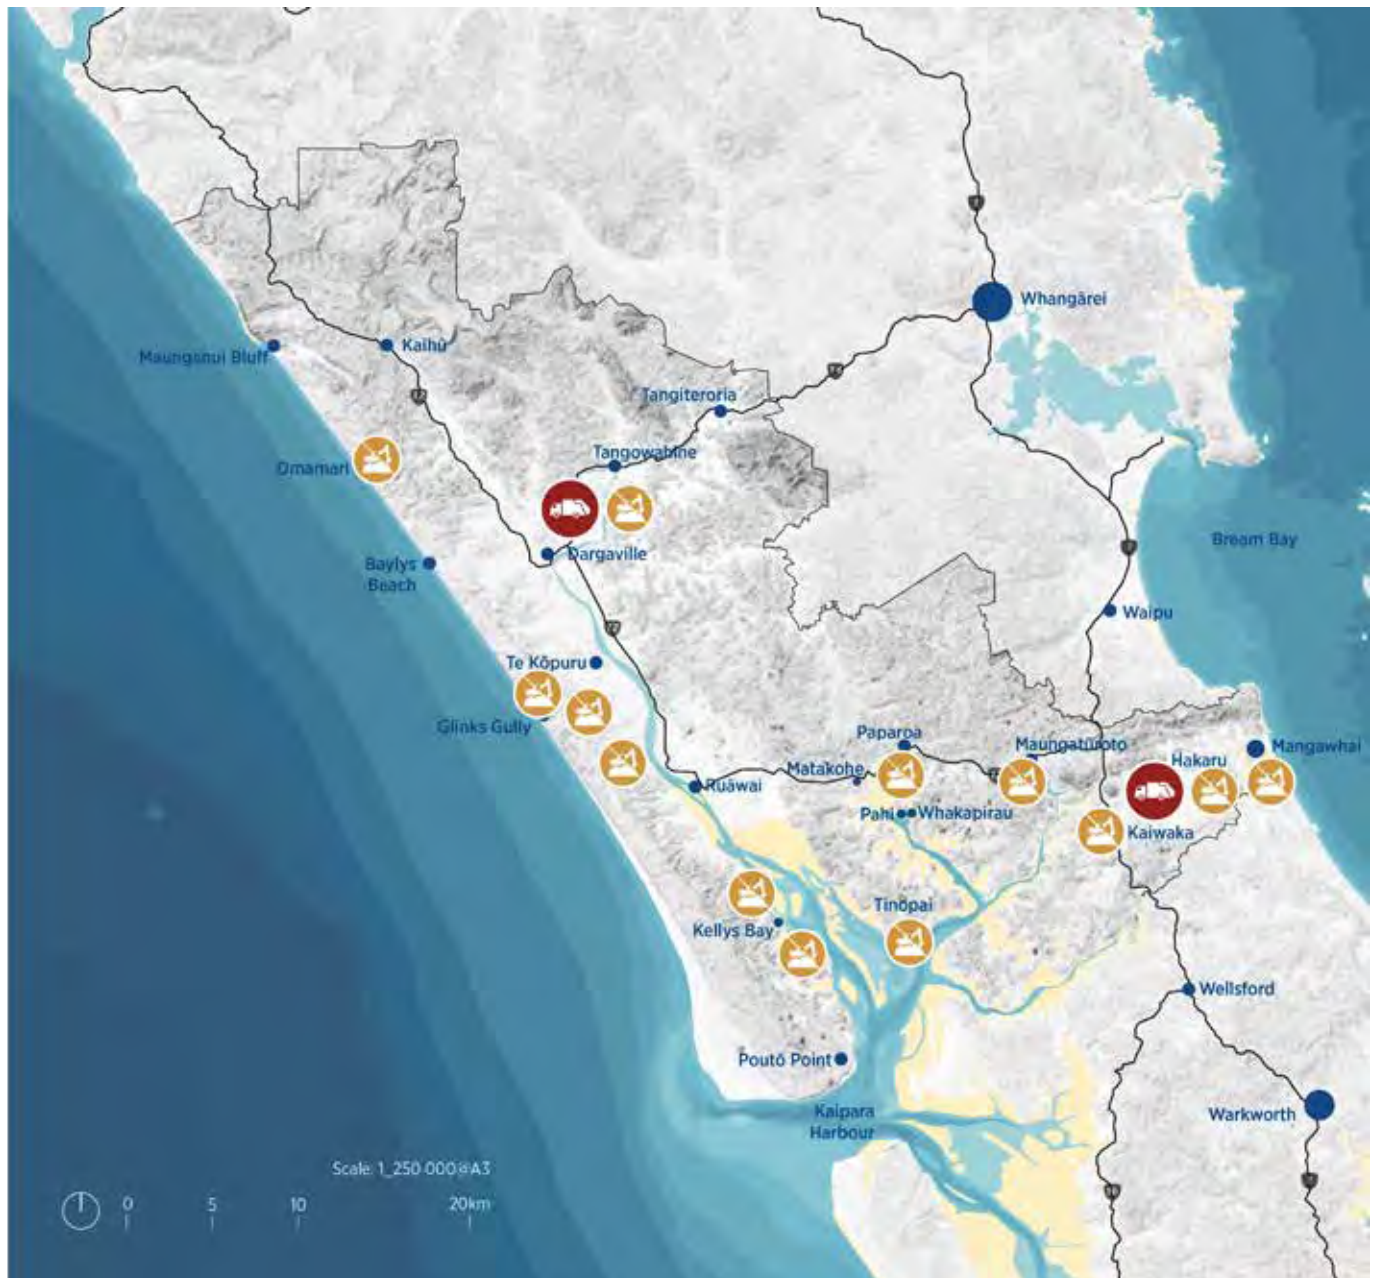 Whangārei
Maunganui Bluff
Kaihū
Tangiteroria
Tangowahine
Omamari
Dargaville
Bream Bay
Baylys
Beach
Waipu
Te Kōpuru
Glinks Gully
Paparoa
Maungatūroto
Mangawhai
Hakaru
Matakohe
Ruāwai
Pahi
Whakapirau
Kaiwaka
Tinōpai
Kellys Bay
Wellsford
Poutō Point
Kaipara
Harbour
Warkworth
Scale: 1_250 000@A3
0 5 10 20km